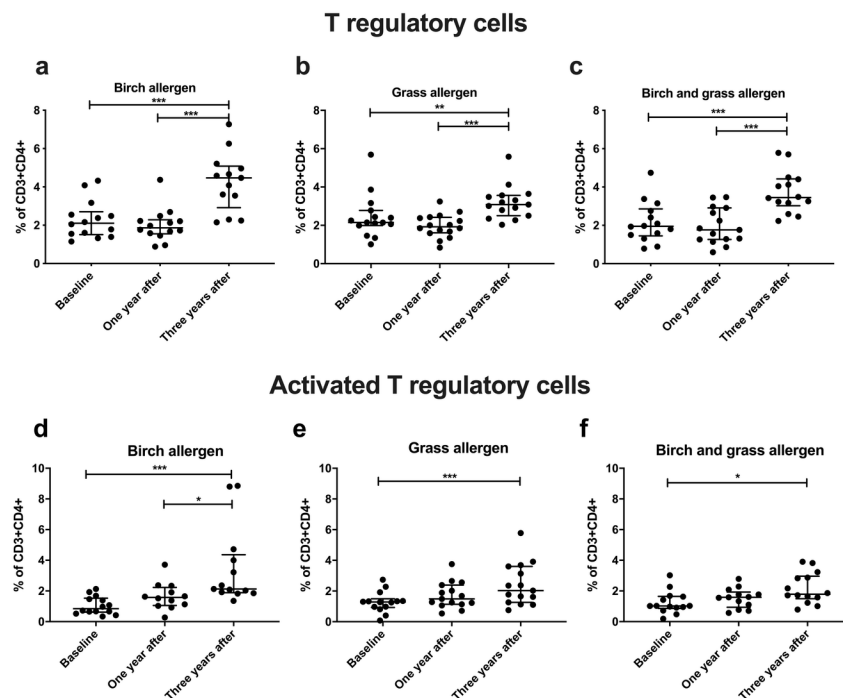 T regulatory cells
a
Birch allergen
***
***
% of CD3+CD4+
8
6
4
2
0
Baseline
One year after
Three years after
b
Grass allergen
**
***
% of CD3+CD4+
8
6
4
2
0
Baseline
One year after
Three years after
c
Birch and grass allergen
***
***
% of CD3+CD4+
8
6
4
2
0
Baseline
One year after
Three years after
Activated T regulatory cells
d
Birch allergen
***
*
% of CD3+CD4+
10
8
6
4
2
0
Baseline
One year after
Three years after
e
Grass allergen
***
% of CD3+CD4+
10
8
6
4
2
0
Baseline
One year after
Three years after
f
Birch and grass allergen
*
% of CD3+CD4+
10
8
6
4
2
0
Baseline
One year after
Three years after